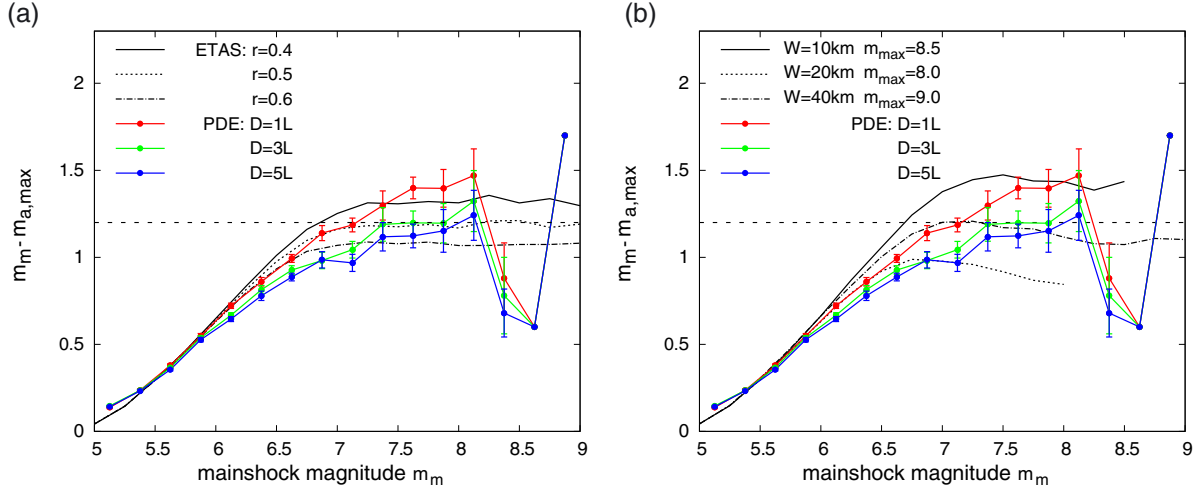 (a)
ETAS: r=0.4
r=0.5
r=0.6
PDE: D=1L
D=3L
D=5L
2
1.5
1
0.5
0
5 5.5 6 6.5 7 7.5 8 8.5 9
mainshock magnitude m_m
m_m - m_a,max
(b)
W=10km m_max=8.5
W=20km m_max=8.0
W=40km m_max=9.0
PDE: D=1L
D=3L
D=5L
2
1.5
1
0.5
0
5 5.5 6 6.5 7 7.5 8 8.5 9
mainshock magnitude m_m
m_m - m_a,max